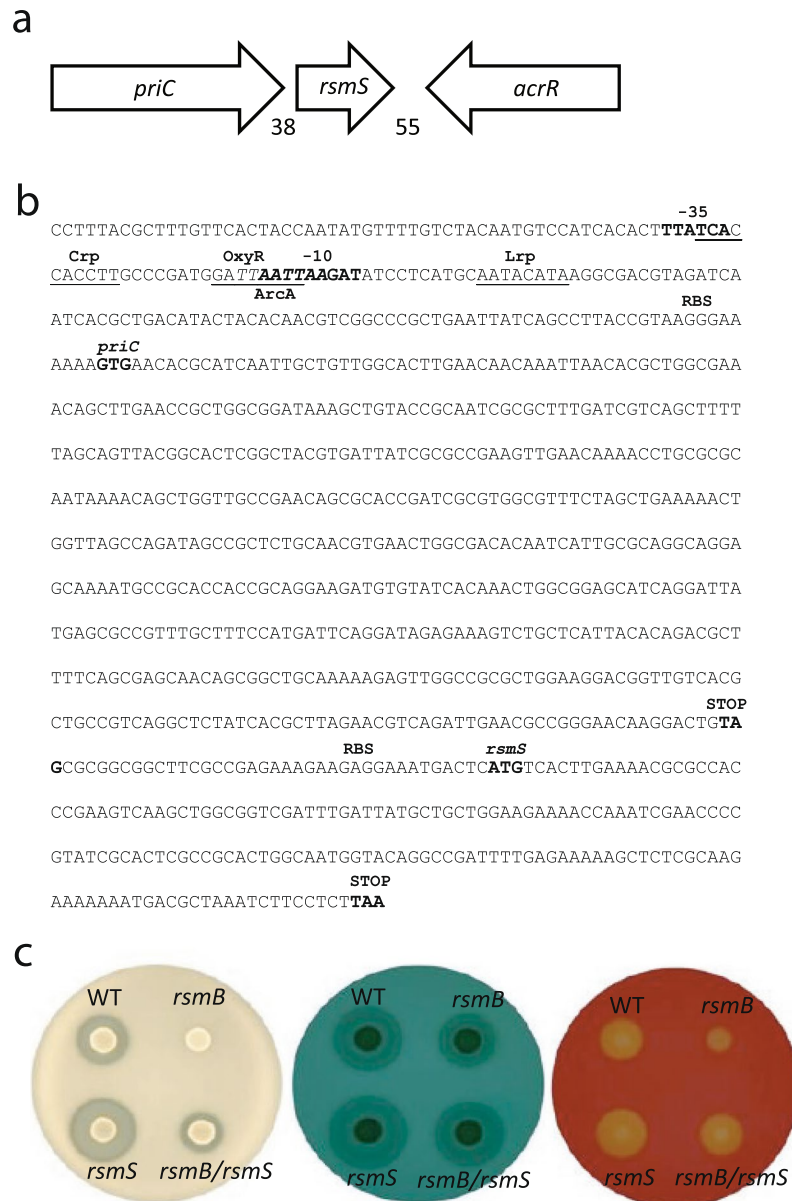 a
priC
rsmS
acrR
38
55
b
-35
CCTTTACGCTTTGTTCACTACCAATATGTTTTGTCTACAATGTCCATCACACTTTATCAC
Crp OxyR -10 Lrp
CACCTTGCCCGATGGATTAATTAAGATATCCTCATGCAATACATAAGGCGACGTAGATCA
ArcA
RBS
ATCACGCTGACATACTACACAACGTCGGCCCGCTGAATTATCAGCCTTACCGTAAGGGAA
priC
AAAAGTGAACACGCATCAATTGCTGTTGGCACTTGAACAACAAATTAACACGCTGGCGAA
ACAGCTTGAACCGCTGGCGGATAAAGCTGTACCGCAATCGCGCTTTGATCGTCAGCTTTT
TAGCAGTTACGGCACTCGGCTACGTGATTATCGCGCCGAAGTTGAACAAAACCTGCGCGC
AATAAAACAGCTGGTTGCCGAACAGCGCACCGATCGCGTGGCGTTTCTAGCTGAAAAACT
GGTTAGCCAGATAGCCGCTCTGCAACGTGAACTGGCGACACAATCATTGCGCAGGCAGGA
GCAAAATGCCGCACCACCGCAGGAAGATGTGTATCACAAACTGGCGGAGCATCAGGATTA
TGAGCGCCGTTTGCTTTCCATGATTCAGGATAGAGAAAGTCTGCTCATTACACAGACGCT
TTTCAGCGAGCAACAGCGGCTGCAAAAAGAGTTGGCCGCGCTGGAAGGACGGTTGTCACG
STOP
CTGCCGTCAGGCTCTATCACGCTTAGAACGTCAGATTGAACGCCGGGAACAAGGACTGTA
RBS rsmS
GCGCGGCGGCTTCGCCGAGAAAGAAGAGGAAATGACTCATGTCACTTGAAAACGCGCCAC
CCGAAGTCAAGCTGGCGGTCGATTTGATTATGCTGCTGGAAGAAAACCAAATCGAACCCC
GTATCGCACTCGCCGCACTGGCAATGGTACAGGCCGATTTTGAGAAAAAGCTCTCGCAAG
STOP
AAAAAAATGACGCTAAATCTTCCTCTTAA
c
WT rsmB
rsmS rsmB/rsmS
WT rsmB
rsmS rsmB/rsmS
WT rsmB
rsmS rsmB/rsmS